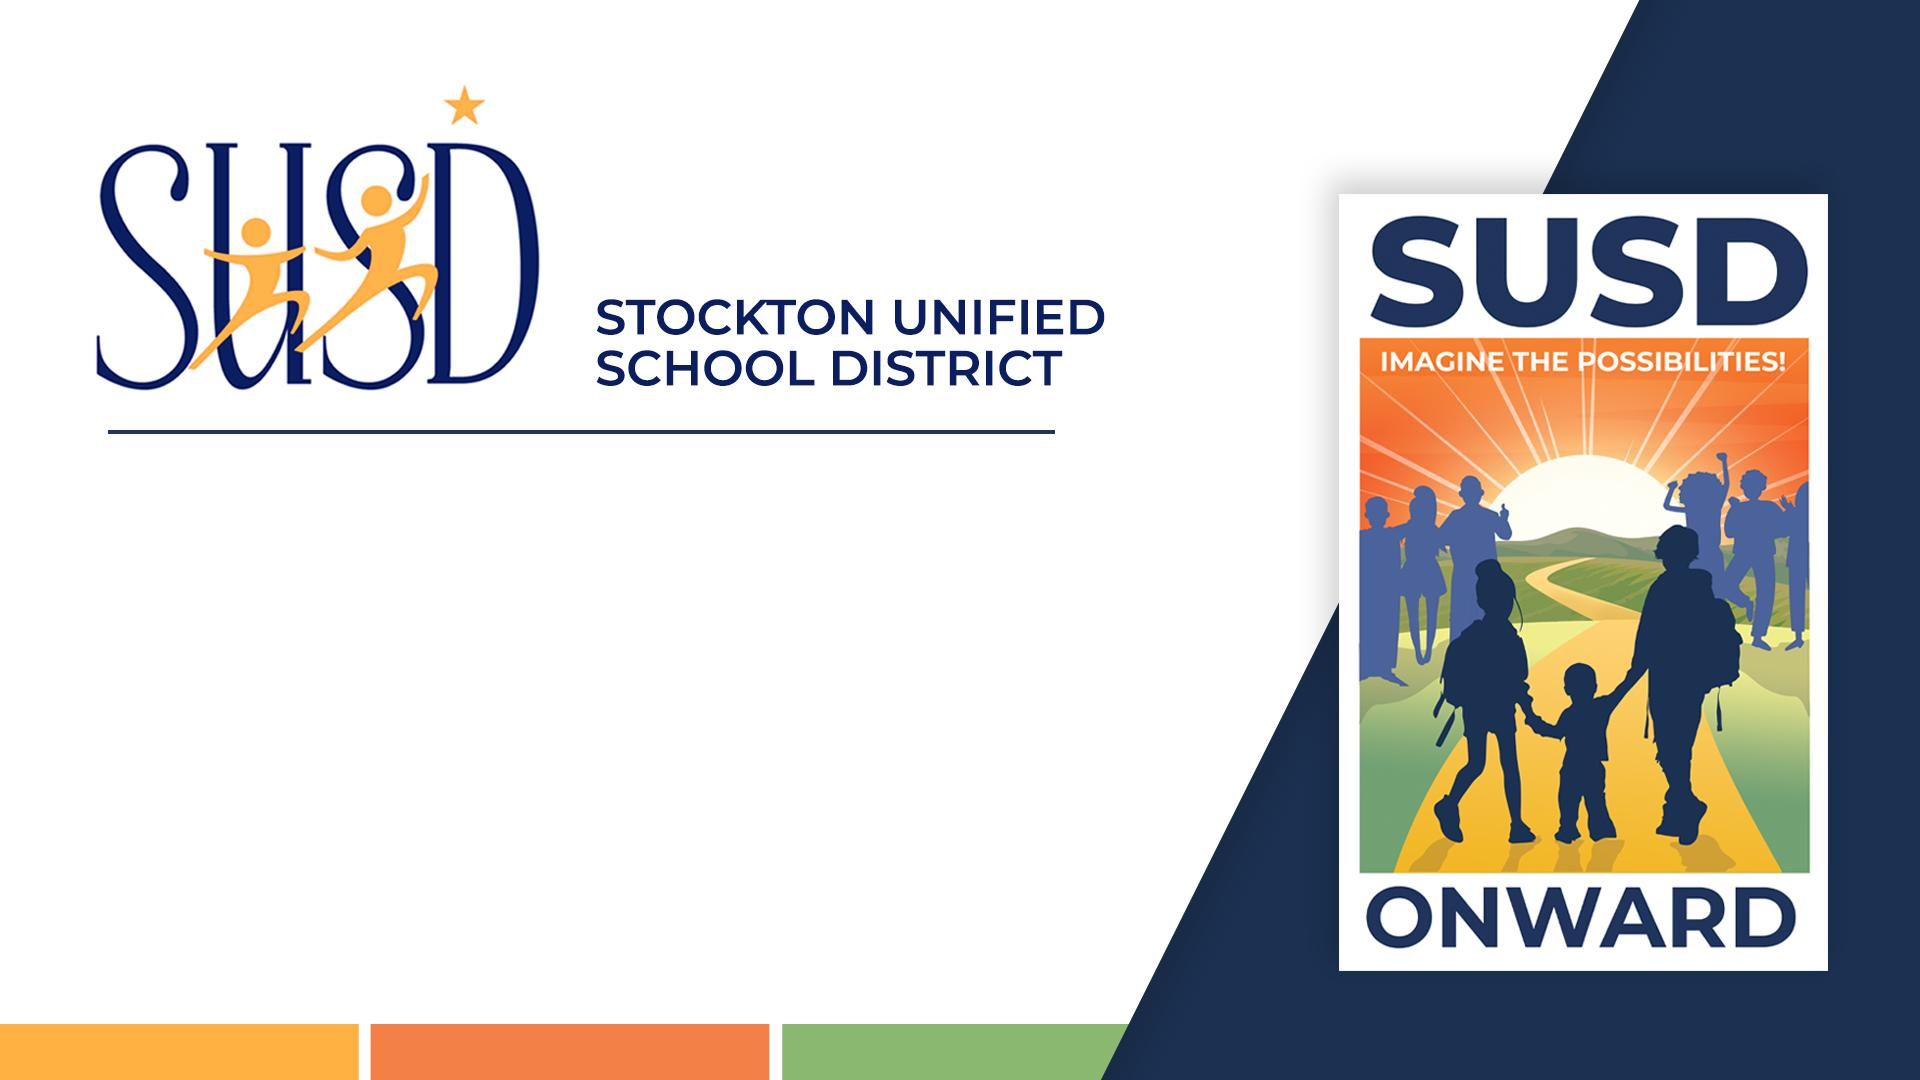 SUSD
STOCKTON UNIFIED
SCHOOL DISTRICT
SUSD
IMAGINE THE POSSIBILITIES!
ONWARD